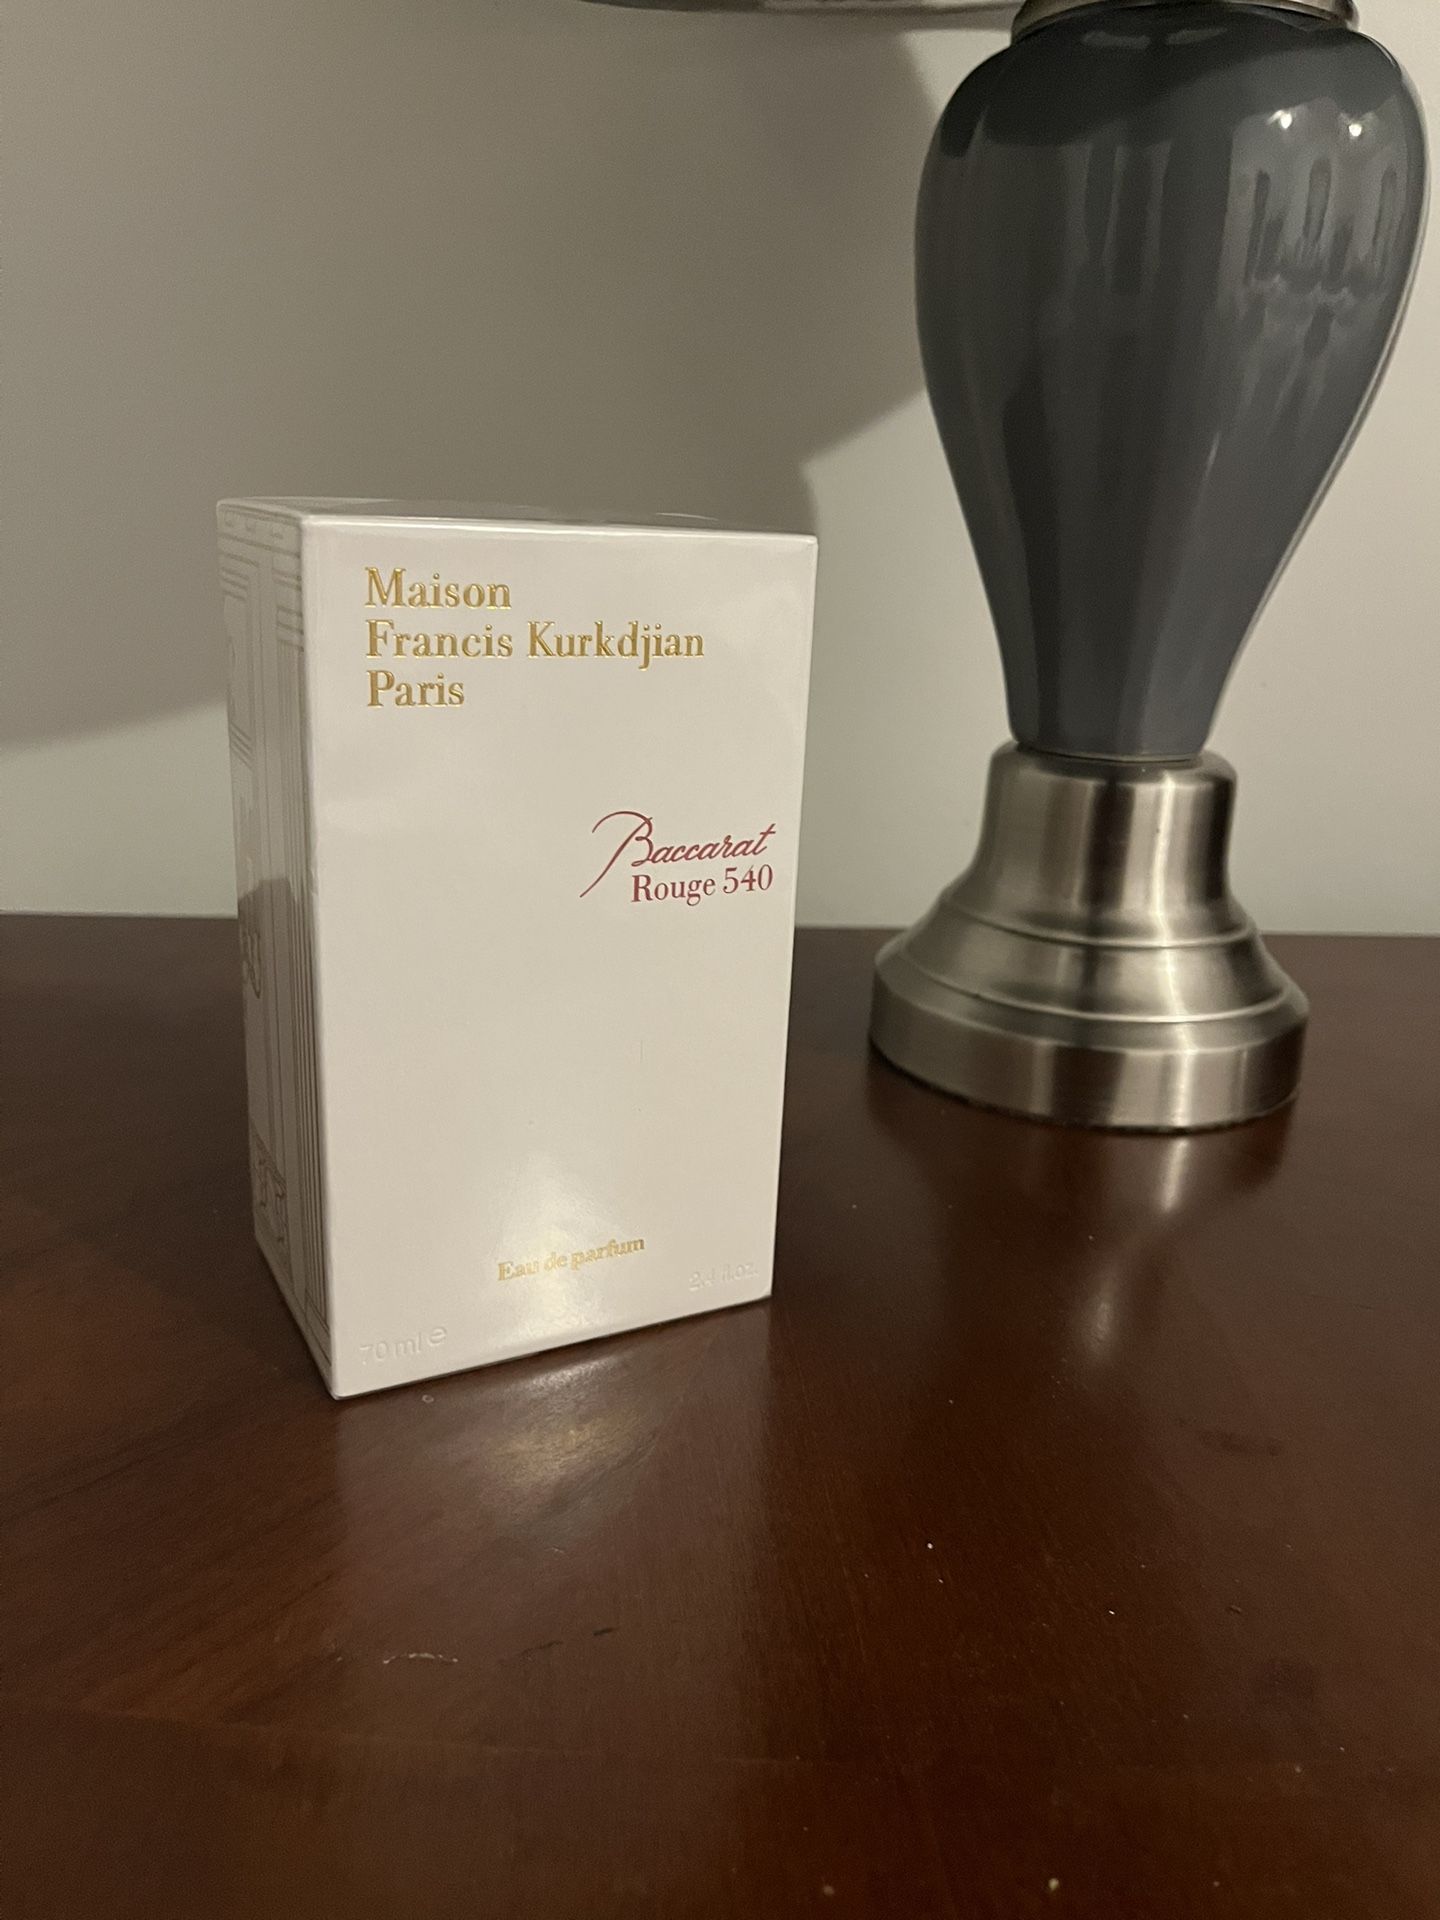 Maison
Francis Kurkdjian
Paris
Baccarat
Rouge 540
Eau de parfum
70 ml e
2.4 fl.oz.